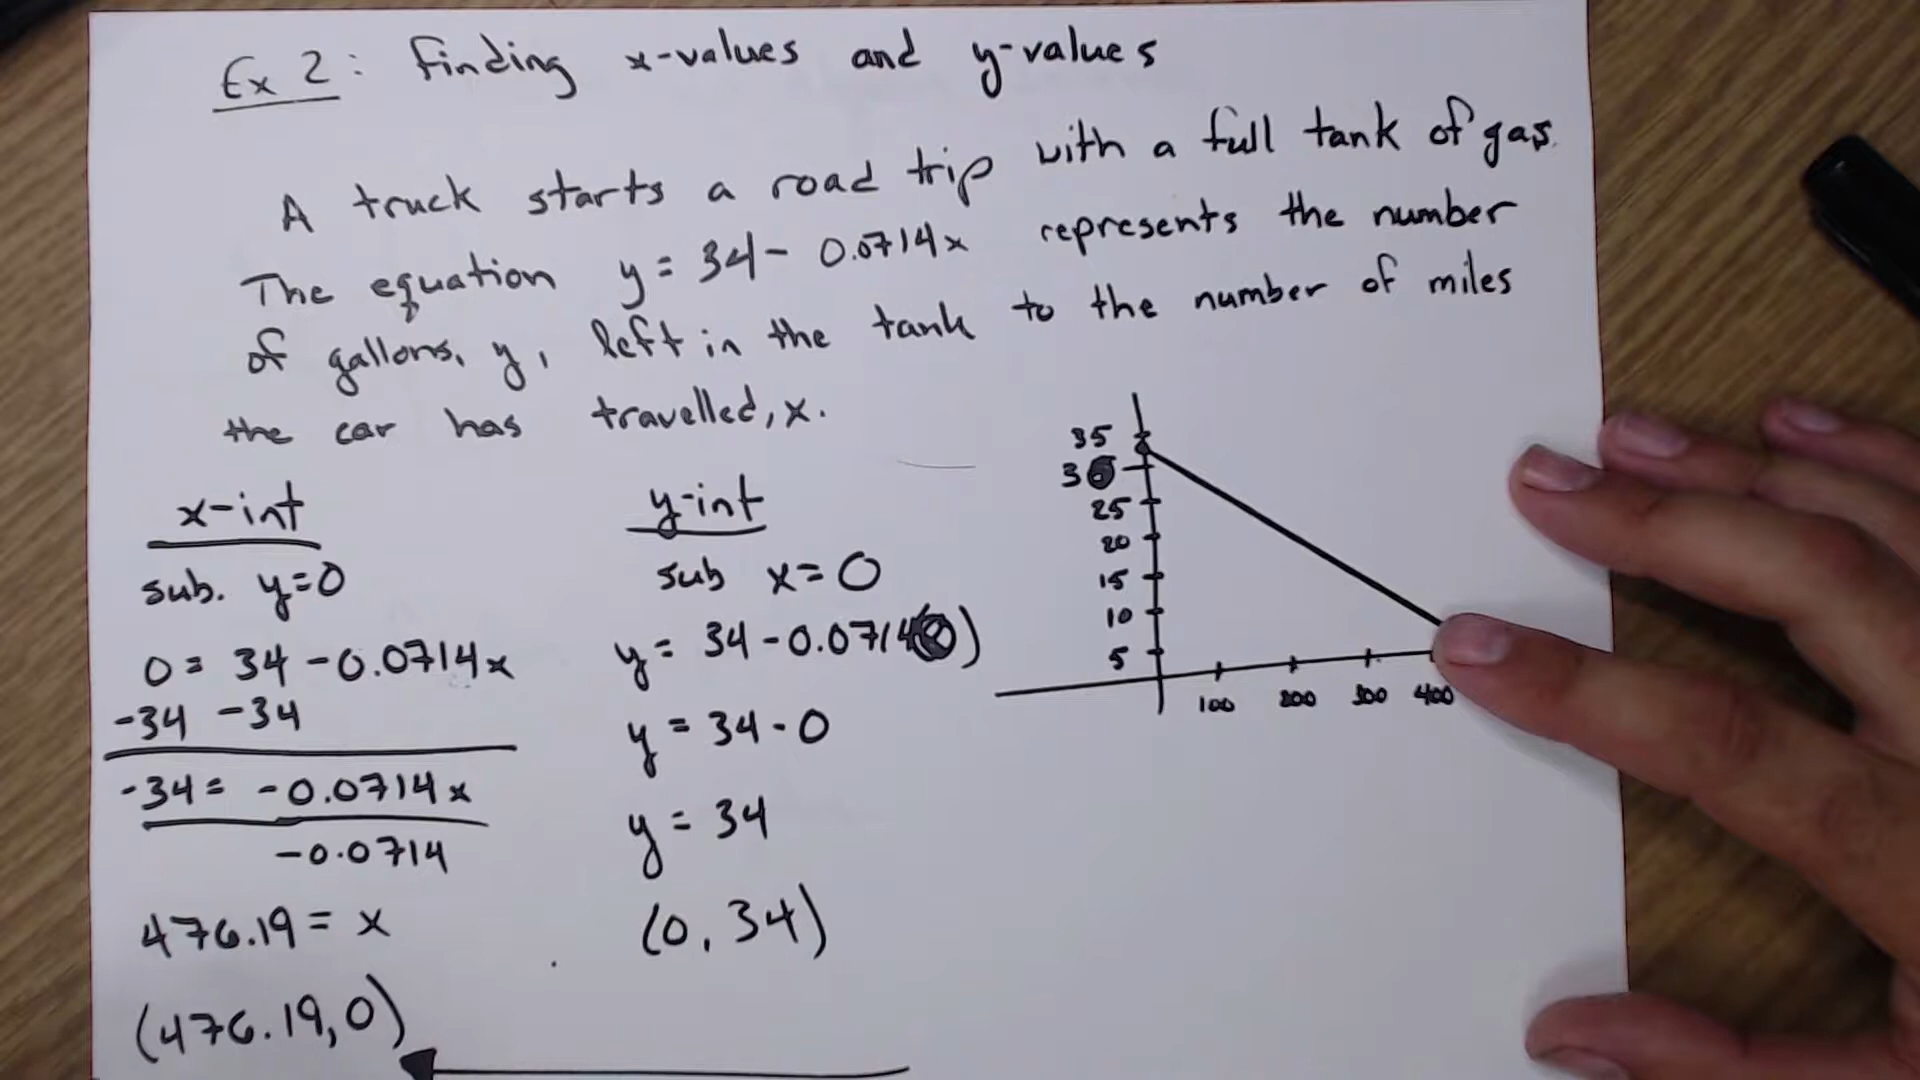 Ex 2: Finding x-values and y-values
A truck starts a road trip with a full tank of gas.
The equation y = 34 - 0.0714x represents the number
of gallons, y, left in the tank to the number of miles
the car has travelled, x.
x-int
sub. y=0
0 = 34 - 0.0714x
-34 -34
-34 = -0.0714x
-0.0714
476.19 = x
(476.19, 0)
y-int
sub x=0
y = 34 - 0.0714(0)
y = 34 - 0
y = 34
(0, 34)
35
30
25
20
15
10
5
100 200 300 400